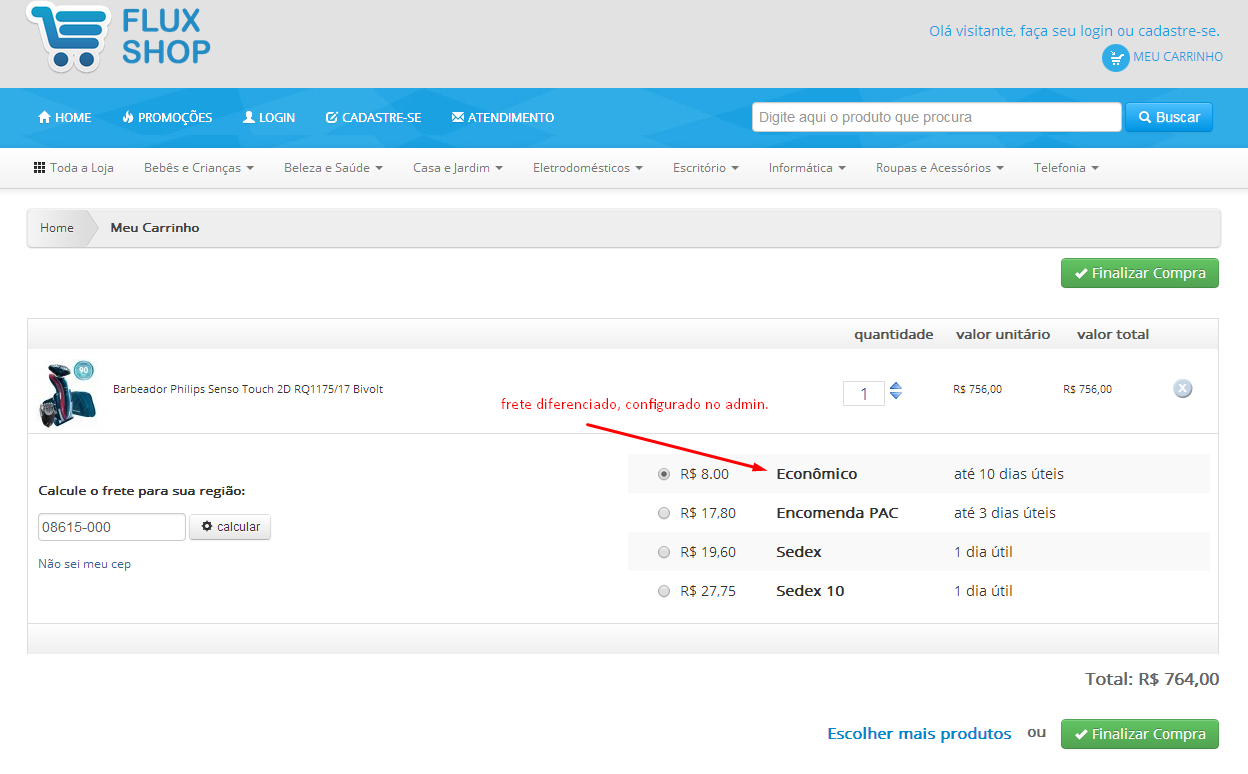 FLUX
SHOP
Olá visitante, faça seu login ou cadastre-se.
MEU CARRINHO
HOME PROMOÇÕES LOGIN CADASTRE-SE ATENDIMENTO
Digite aqui o produto que procura Buscar
Toda a Loja Bebês e Crianças Beleza e Saúde Casa e Jardim Eletrodomésticos Escritório Informática Roupas e Acessórios Telefonia
Home Meu Carrinho
Finalizar Compra
quantidade valor unitário valor total
90
Barbeador Philips Senso Touch 2D RQ1175/17 Bivolt 1 R$ 756,00 R$ 756,00
frete diferenciado, configurado no admin.
R$ 8.00 Econômico até 10 dias úteis
Calcule o frete para sua região:
R$ 17,80 Encomenda PAC até 3 dias úteis
08615-000 calcular
R$ 19,60 Sedex 1 dia útil
Não sei meu cep
R$ 27,75 Sedex 10 1 dia útil
Total: R$ 764,00
Escolher mais produtos ou Finalizar Compra